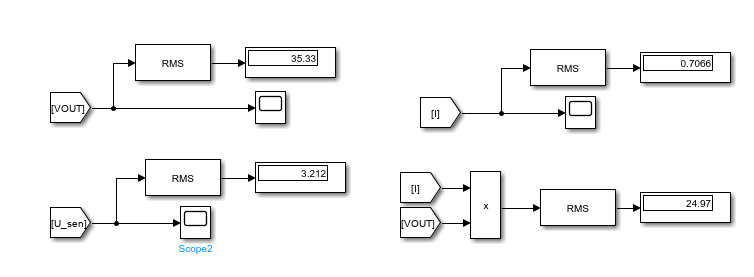 RMS
35.33
[VOUT]
RMS
3.212
[U_sen]
Scope2
RMS
0.7066
[I]
[I]
[VOUT]
x
RMS
24.97